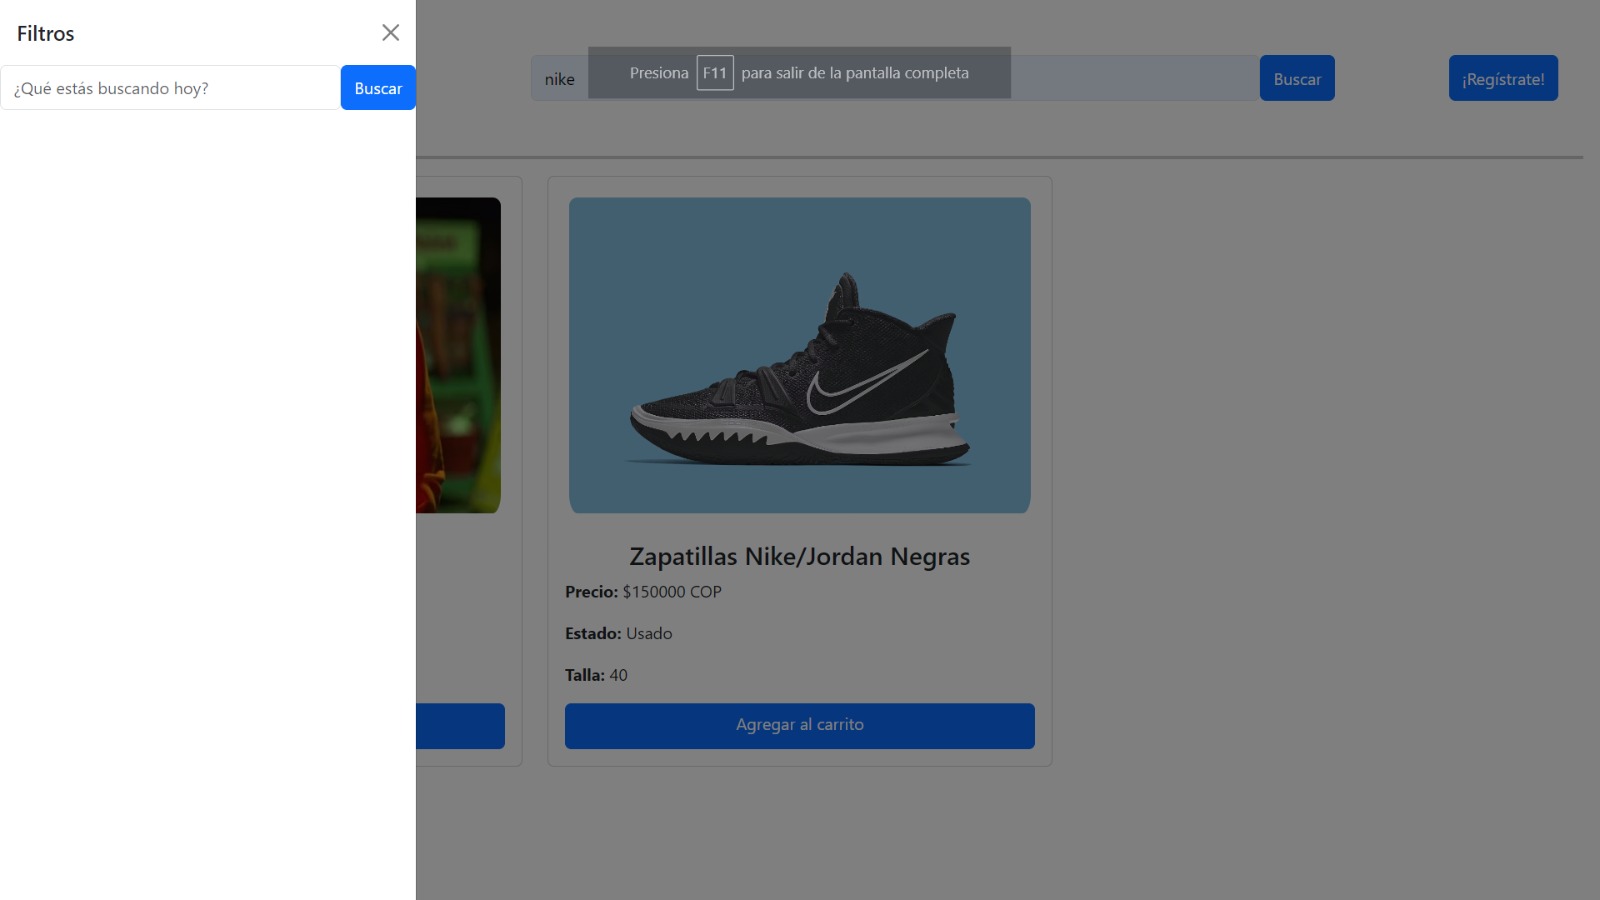 Filtros
¿Qué estás buscando hoy?
Buscar
nike
Presiona F11 para salir de la pantalla completa
Buscar
¡Regístrate!
Zapatillas Nike/Jordan Negras
Precio: $150000 COP
Estado: Usado
Talla: 40
Agregar al carrito